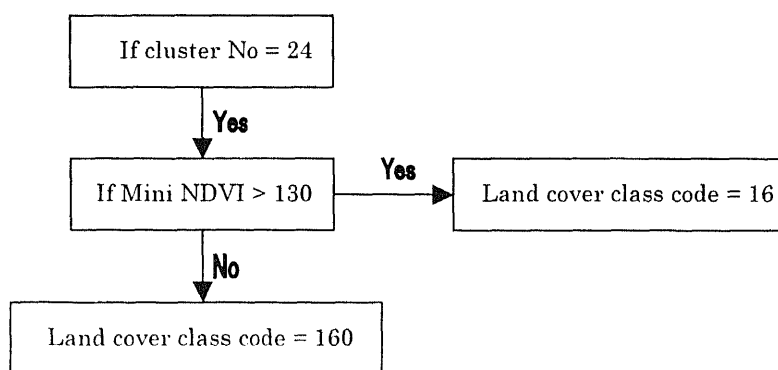 If cluster No = 24
Yes
If Mini NDVI > 130
Yes
Land cover class code = 16
No
Land cover class code = 160